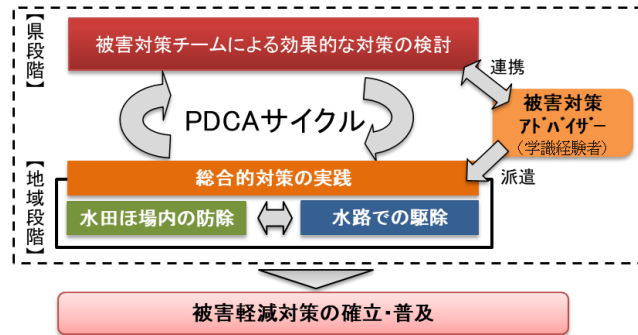 【県段階】
被害対策チームによる効果的な対策の検討
連携
PDCAサイクル
被害対策
アドバイザー
(学識経験者)
派遣
【地域段階】
総合的対策の実践
水田ほ場内の防除
水路での駆除
被害軽減対策の確立・普及